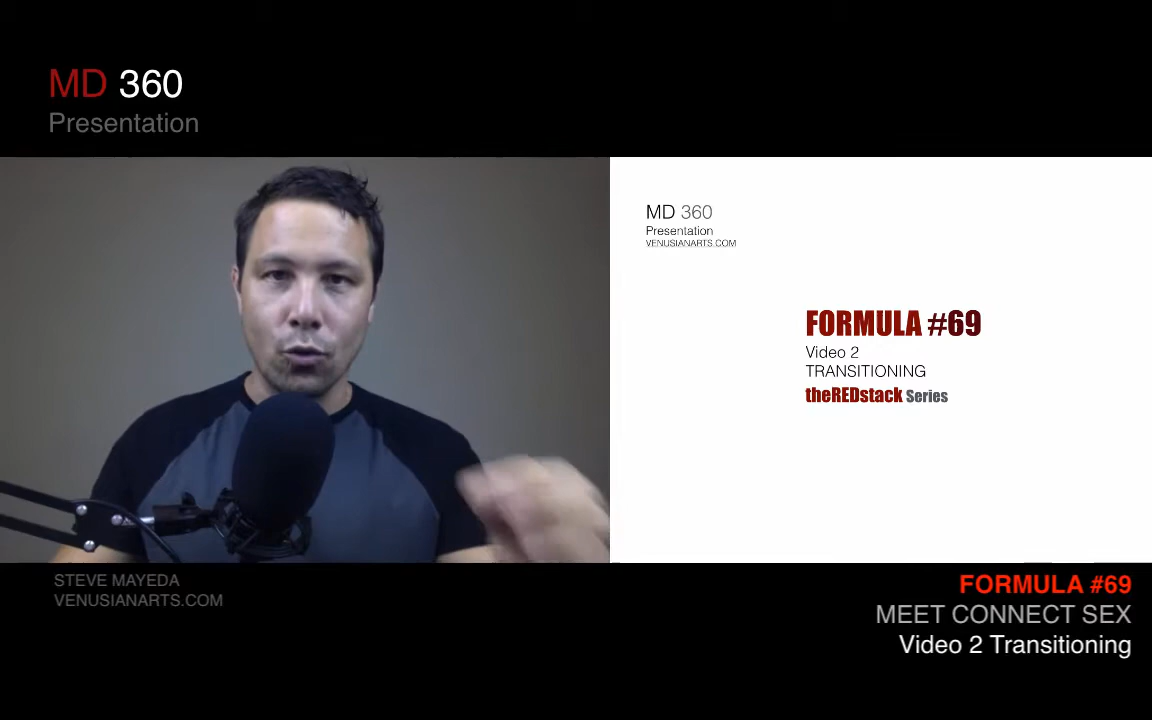 MD 360
Presentation
MD 360
Presentation
VENUSIANARTS.COM
FORMULA #69
Video 2
TRANSITIONING
theREDstack Series
STEVE MAYEDA
VENUSIANARTS.COM
FORMULA #69
MEET CONNECT SEX
Video 2 Transitioning